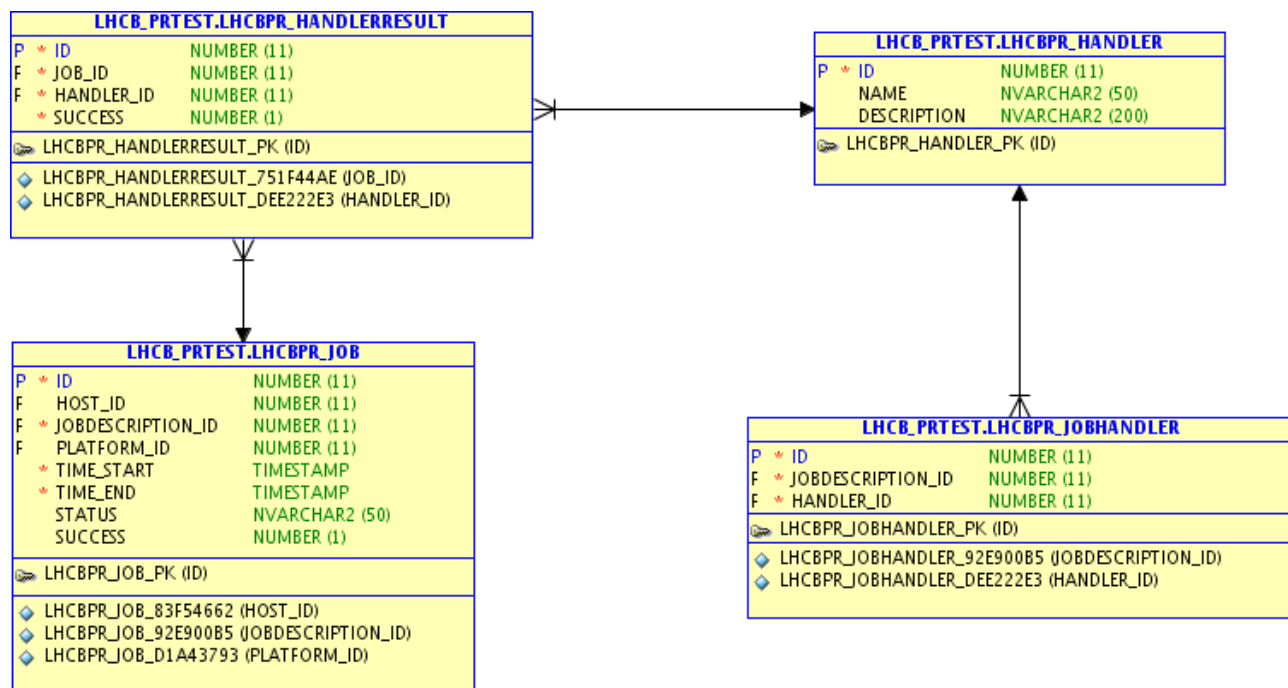 LHCB_PRTEST.LHCBPR_HANDLERRESULT
P * ID NUMBER (11)
F * JOB_ID NUMBER (11)
F * HANDLER_ID NUMBER (11)
* SUCCESS NUMBER (1)
LHCBPR_HANDLERRESULT_PK (ID)
LHCBPR_HANDLERRESULT_751F44AE (JOB_ID)
LHCBPR_HANDLERRESULT_DEE222E3 (HANDLER_ID)
LHCB_PRTEST.LHCBPR_HANDLER
P * ID NUMBER (11)
NAME NVARCHAR2 (50)
DESCRIPTION NVARCHAR2 (200)
LHCBPR_HANDLER_PK (ID)
LHCB_PRTEST.LHCBPR_JOB
P * ID NUMBER (11)
F HOST_ID NUMBER (11)
F * JOBDESCRIPTION_ID NUMBER (11)
F PLATFORM_ID NUMBER (11)
* TIME_START TIMESTAMP
* TIME_END TIMESTAMP
STATUS NVARCHAR2 (50)
SUCCESS NUMBER (1)
LHCBPR_JOB_PK (ID)
LHCBPR_JOB_83F54662 (HOST_ID)
LHCBPR_JOB_92E900B5 (JOBDESCRIPTION_ID)
LHCBPR_JOB_D1A43793 (PLATFORM_ID)
LHCB_PRTEST.LHCBPR_JOBHANDLER
P * ID NUMBER (11)
F * JOBDESCRIPTION_ID NUMBER (11)
F * HANDLER_ID NUMBER (11)
LHCBPR_JOBHANDLER_PK (ID)
LHCBPR_JOBHANDLER_92E900B5 (JOBDESCRIPTION_ID)
LHCBPR_JOBHANDLER_DEE222E3 (HANDLER_ID)